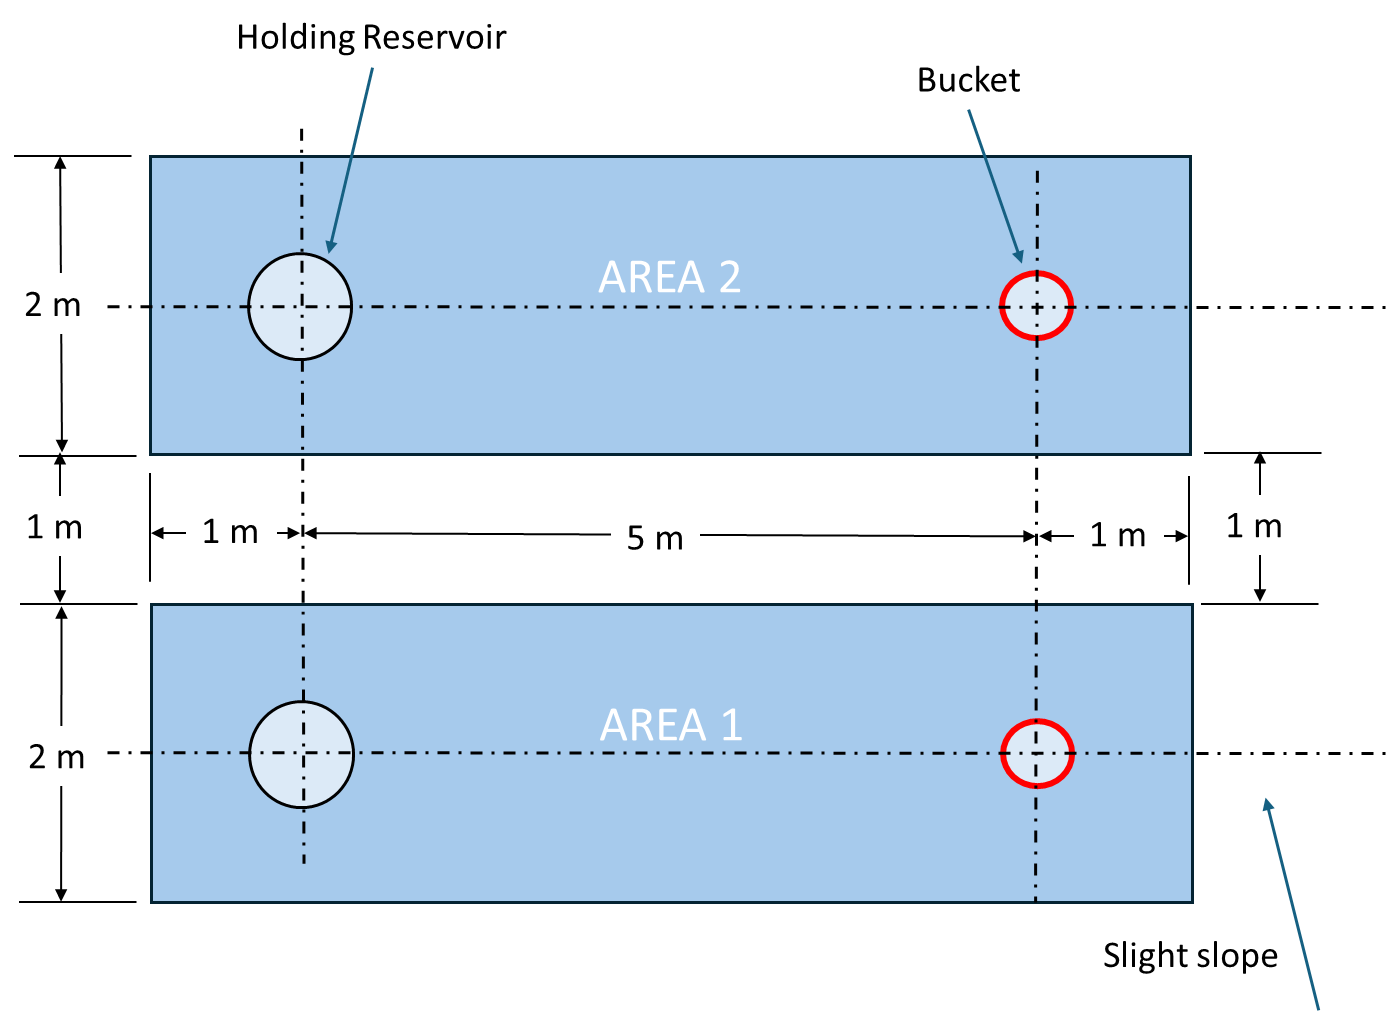 Holding Reservoir
Bucket
AREA 2
2 m
1 m
1 m
5 m
1 m
1 m
AREA 1
2 m
Slight slope